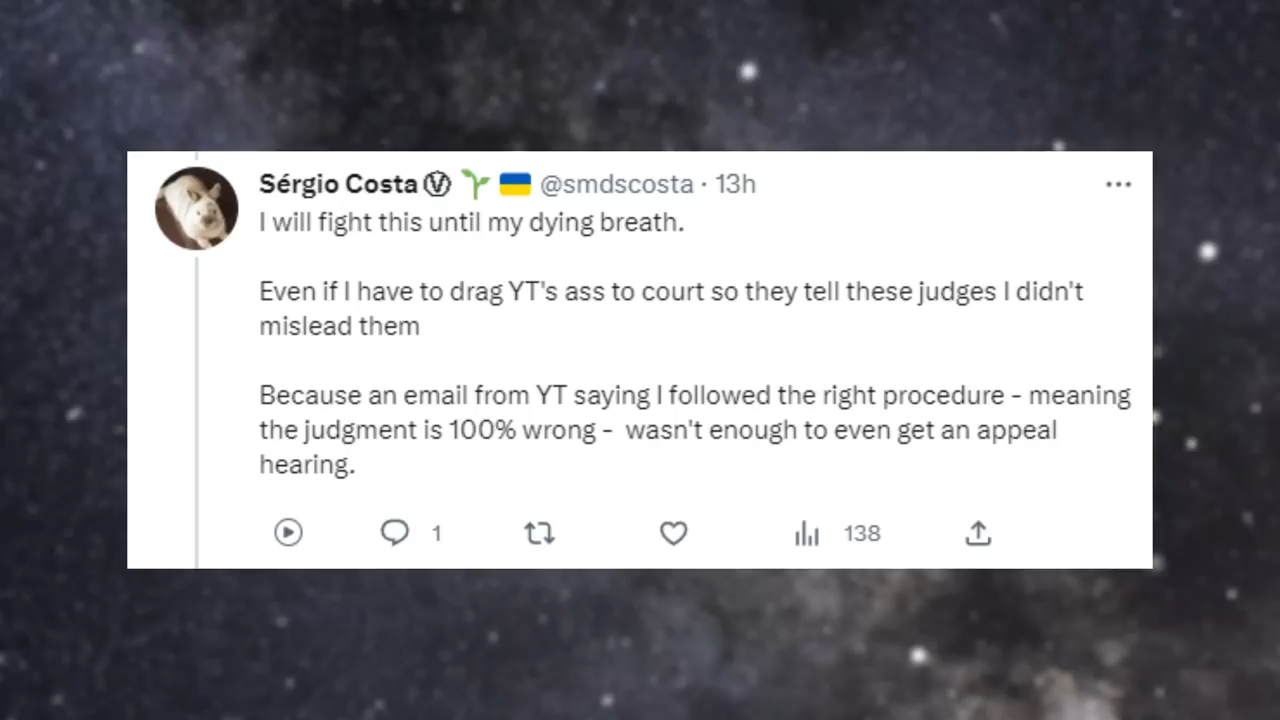 Sérgio Costa Ⓥ 🌱 🇺🇦 @smdscosta · 13h
I will fight this until my dying breath.
Even if I have to drag YT's ass to court so they tell these judges I didn't
mislead them
Because an email from YT saying I followed the right procedure - meaning
the judgment is 100% wrong - wasn't enough to even get an appeal
hearing.
1 138